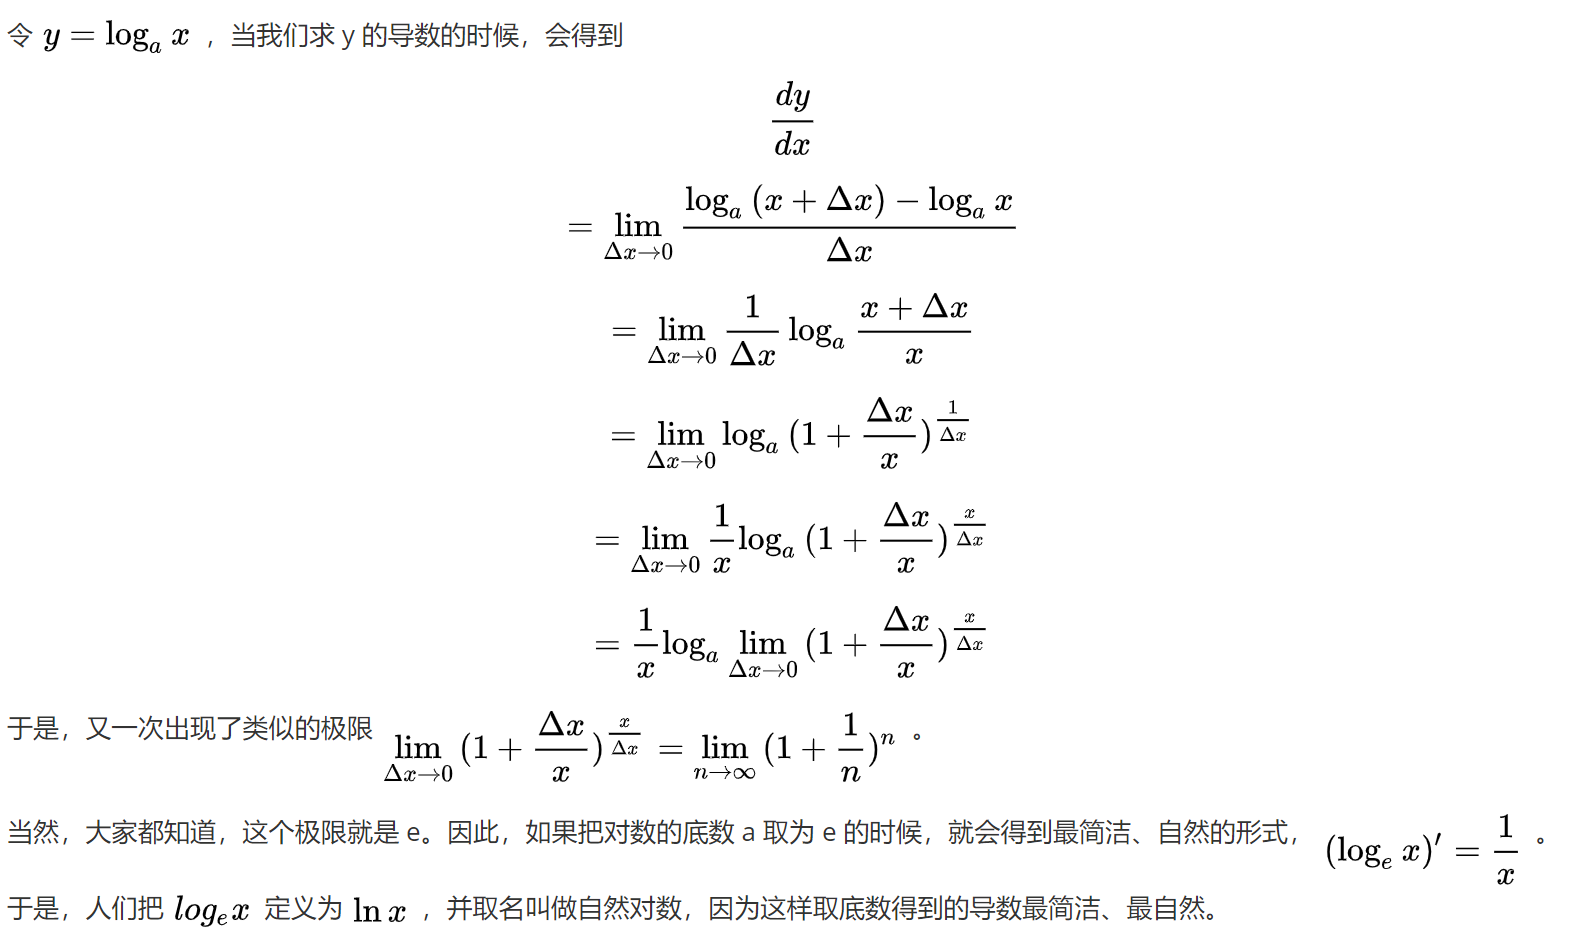 令 $y = \log_a x$ ，当我们求 y 的导数的时候，会得到
$\frac{dy}{dx}$
$= \lim_{\Delta x \to 0} \frac{\log_a (x + \Delta x) - \log_a x}{\Delta x}$
$= \lim_{\Delta x \to 0} \frac{1}{\Delta x} \log_a \frac{x + \Delta x}{x}$
$= \lim_{\Delta x \to 0} \log_a (1 + \frac{\Delta x}{x})^{\frac{1}{\Delta x}}$
$= \lim_{\Delta x \to 0} \frac{1}{x} \log_a (1 + \frac{\Delta x}{x})^{\frac{x}{\Delta x}}$
$= \frac{1}{x} \log_a \lim_{\Delta x \to 0} (1 + \frac{\Delta x}{x})^{\frac{x}{\Delta x}}$
于是，又一次出现了类似的极限 $\lim_{\Delta x \to 0} (1 + \frac{\Delta x}{x})^{\frac{x}{\Delta x}} = \lim_{n \to \infty} (1 + \frac{1}{n})^n$ 。
当然，大家都知道，这个极限就是 e。因此，如果把对数的底数 a 取为 e 的时候，就会得到最简洁、自然的形式， $(\log_e x)' = \frac{1}{x}$ 。
于是，人们把 $log_e x$ 定义为 $\ln x$ ，并取名叫做自然对数，因为这样取底数得到的导数最简洁、最自然。